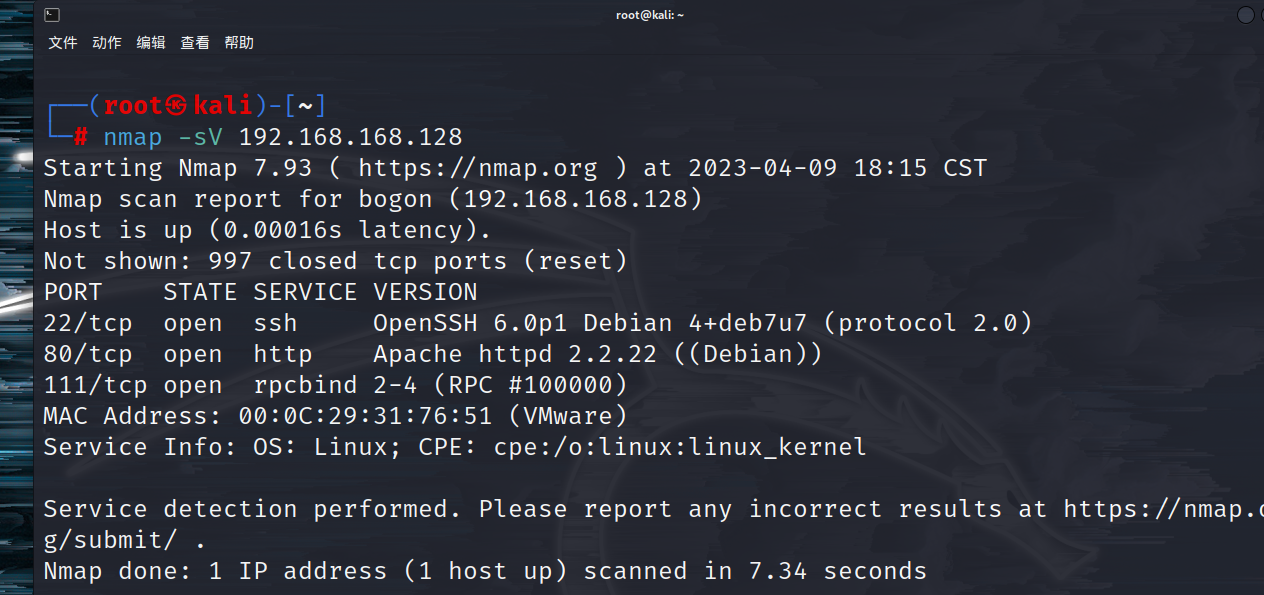 root@kali: ~
文件 动作 编辑 查看 帮助
┌──(root㉿kali)-[~]
└─# nmap -sV 192.168.168.128
Starting Nmap 7.93 ( https://nmap.org ) at 2023-04-09 18:15 CST
Nmap scan report for bogon (192.168.168.128)
Host is up (0.00016s latency).
Not shown: 997 closed tcp ports (reset)
PORT    STATE SERVICE VERSION
22/tcp  open  ssh     OpenSSH 6.0p1 Debian 4+deb7u7 (protocol 2.0)
80/tcp  open  http    Apache httpd 2.2.22 ((Debian))
111/tcp open  rpcbind 2-4 (RPC #100000)
MAC Address: 00:0C:29:31:76:51 (VMware)
Service Info: OS: Linux; CPE: cpe:/o:linux:linux_kernel
Service detection performed. Please report any incorrect results at https://nmap.o
g/submit/ .
Nmap done: 1 IP address (1 host up) scanned in 7.34 seconds